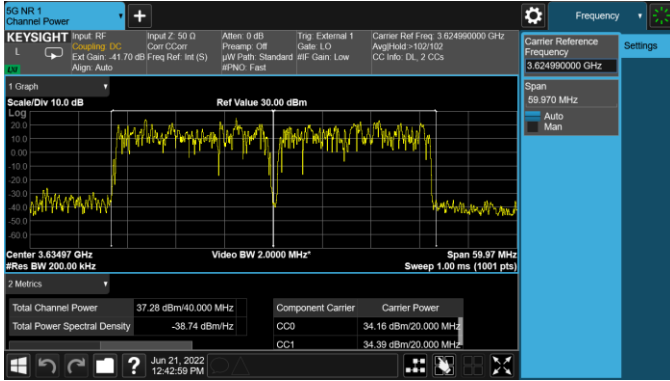 5G NR 1
Channel Power
Frequency
KEYSIGHT
L
Input: RF
Coupling: DC
Ext Gain: -41.70 dB
Align: Auto
Input Z: 50 Ω
Corr CCorr
Freq Ref: Int (S)
Atten: 0 dB
Preamp: Off
µW Path: Standard
#PNO: Fast
Trig: External 1
Gate: LO
#IF Gain: Low
Carrier Ref Freq: 3.624990000 GHz
Avg|Hold:>102/102
CC Info: DL, 2 CCs
Carrier Reference
Frequency
3.624990000 GHz
Settings
Span
59.970 MHz
Auto
Man
1 Graph
Scale/Div 10.0 dB
Ref Value 30.00 dBm
Log
20.0
10.0
0.00
-10.0
-20.0
-30.0
-40.0
-50.0
-60.0
Center 3.63497 GHz
Video BW 2.0000 MHz*
Span 59.97 MHz
#Res BW 200.00 kHz
Sweep 1.00 ms (1001 pts)
2 Metrics
Total Channel Power 37.28 dBm/40.000 MHz
Total Power Spectral Density -38.74 dBm/Hz
Component Carrier Carrier Power
CC0 34.16 dBm/20.000 MHz
CC1 34.39 dBm/20.000 MHz
?
Jun 21, 2022
12:42:59 PM